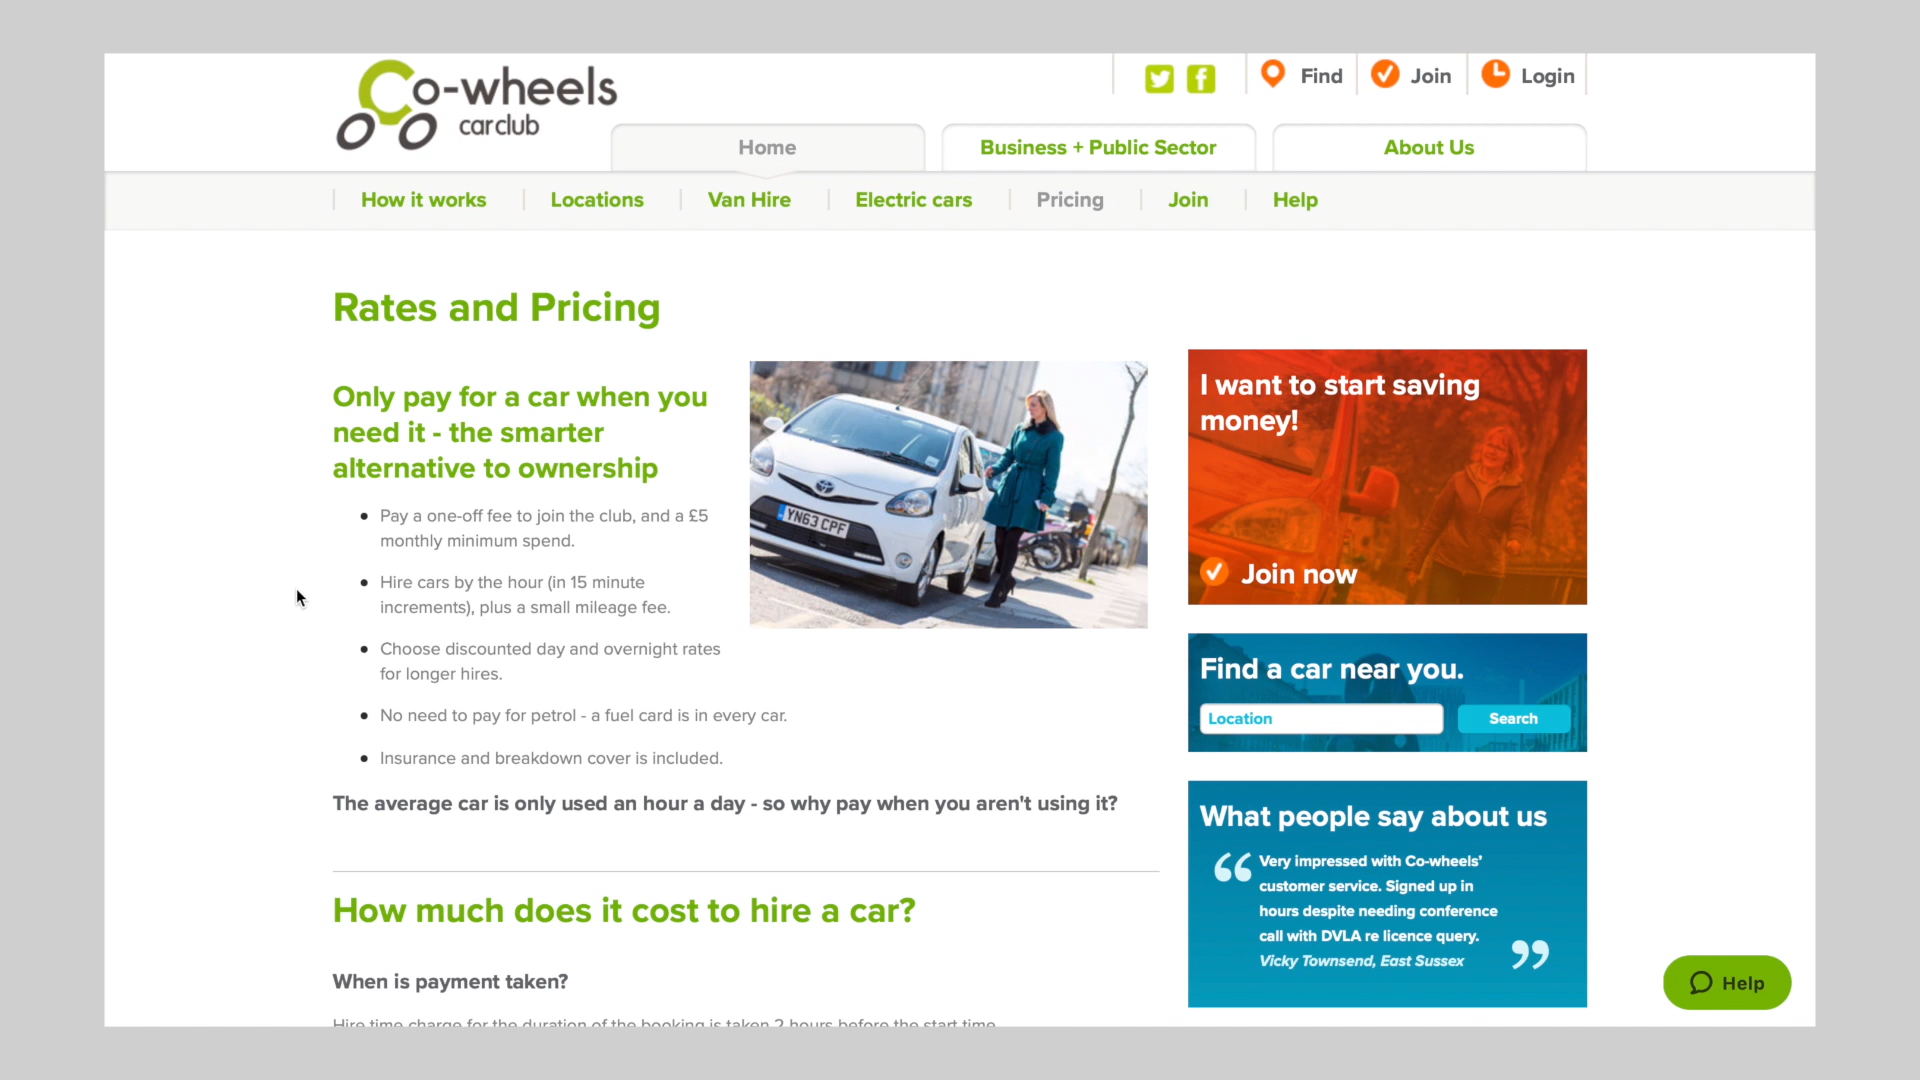 Co-wheels
car club
Find
Join
Login
Home
Business + Public Sector
About Us
How it works
Locations
Van Hire
Electric cars
Pricing
Join
Help
Rates and Pricing
Only pay for a car when you
need it - the smarter
alternative to ownership
Pay a one-off fee to join the club, and a £5
monthly minimum spend.
Hire cars by the hour (in 15 minute
increments), plus a small mileage fee.
Choose discounted day and overnight rates
for longer hires.
No need to pay for petrol - a fuel card is in every car.
Insurance and breakdown cover is included.
The average car is only used an hour a day - so why pay when you aren't using it?
YN63 CPF
How much does it cost to hire a car?
When is payment taken?
Hire time charge for the duration of the booking is taken 2 hours before the start time
I want to start saving
money!
Join now
Find a car near you.
Location
Search
What people say about us
“ Very impressed with Co-wheels’
customer service. Signed up in
hours despite needing conference
call with DVLA re licence query.
Vicky Townsend, East Sussex ”
Help